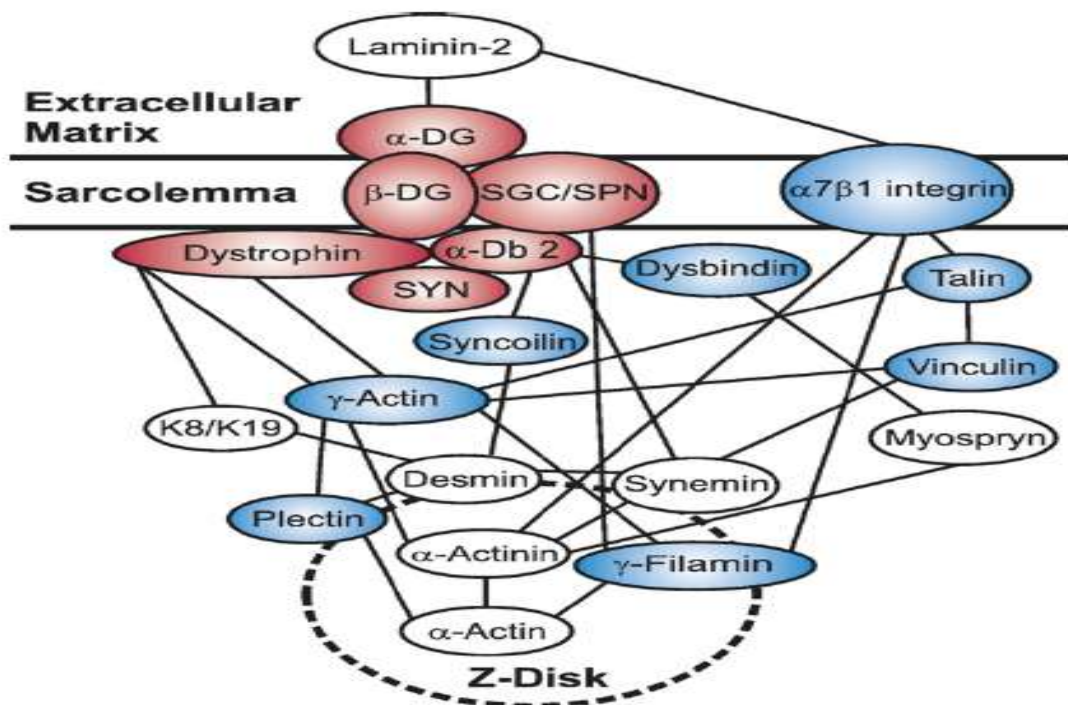 Laminin-2
Extracellular
Matrix
α-DG
Sarcolemma
β-DG
SGC/SPN
α7β1 integrin
Dystrophin
α-Db 2
Dysbindin
Talin
SYN
Syncoilin
Vinculin
γ-Actin
K8/K19
Myospryn
Desmin
Synemin
Plectin
α-Actinin
γ-Filamin
α-Actin
Z-Disk